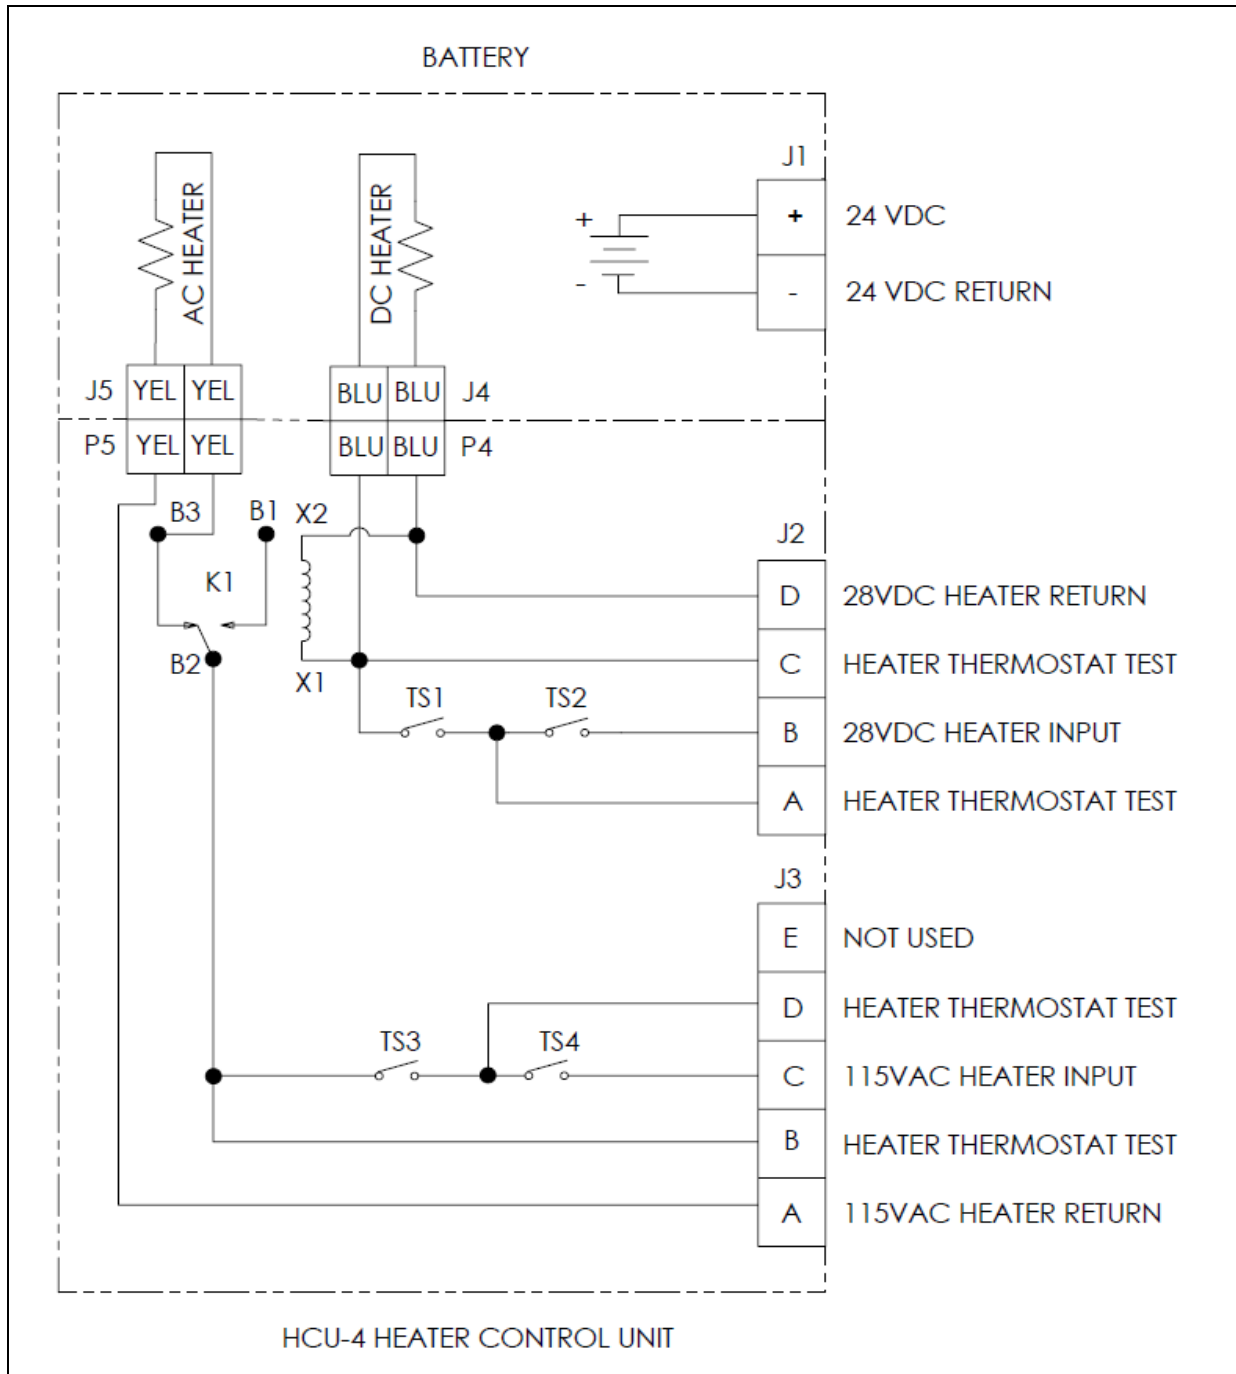 BATTERY
J1
+ 24 VDC
- 24 VDC RETURN
+
-
AC HEATER
DC HEATER
J5 YEL YEL
BLU BLU J4
P5 YEL YEL
BLU BLU P4
B3 B1 X2
K1
B2 X1
J2
D 28VDC HEATER RETURN
C HEATER THERMOSTAT TEST
TS1 TS2
B 28VDC HEATER INPUT
A HEATER THERMOSTAT TEST
J3
E NOT USED
D HEATER THERMOSTAT TEST
TS3 TS4
C 115VAC HEATER INPUT
B HEATER THERMOSTAT TEST
A 115VAC HEATER RETURN
HCU-4 HEATER CONTROL UNIT